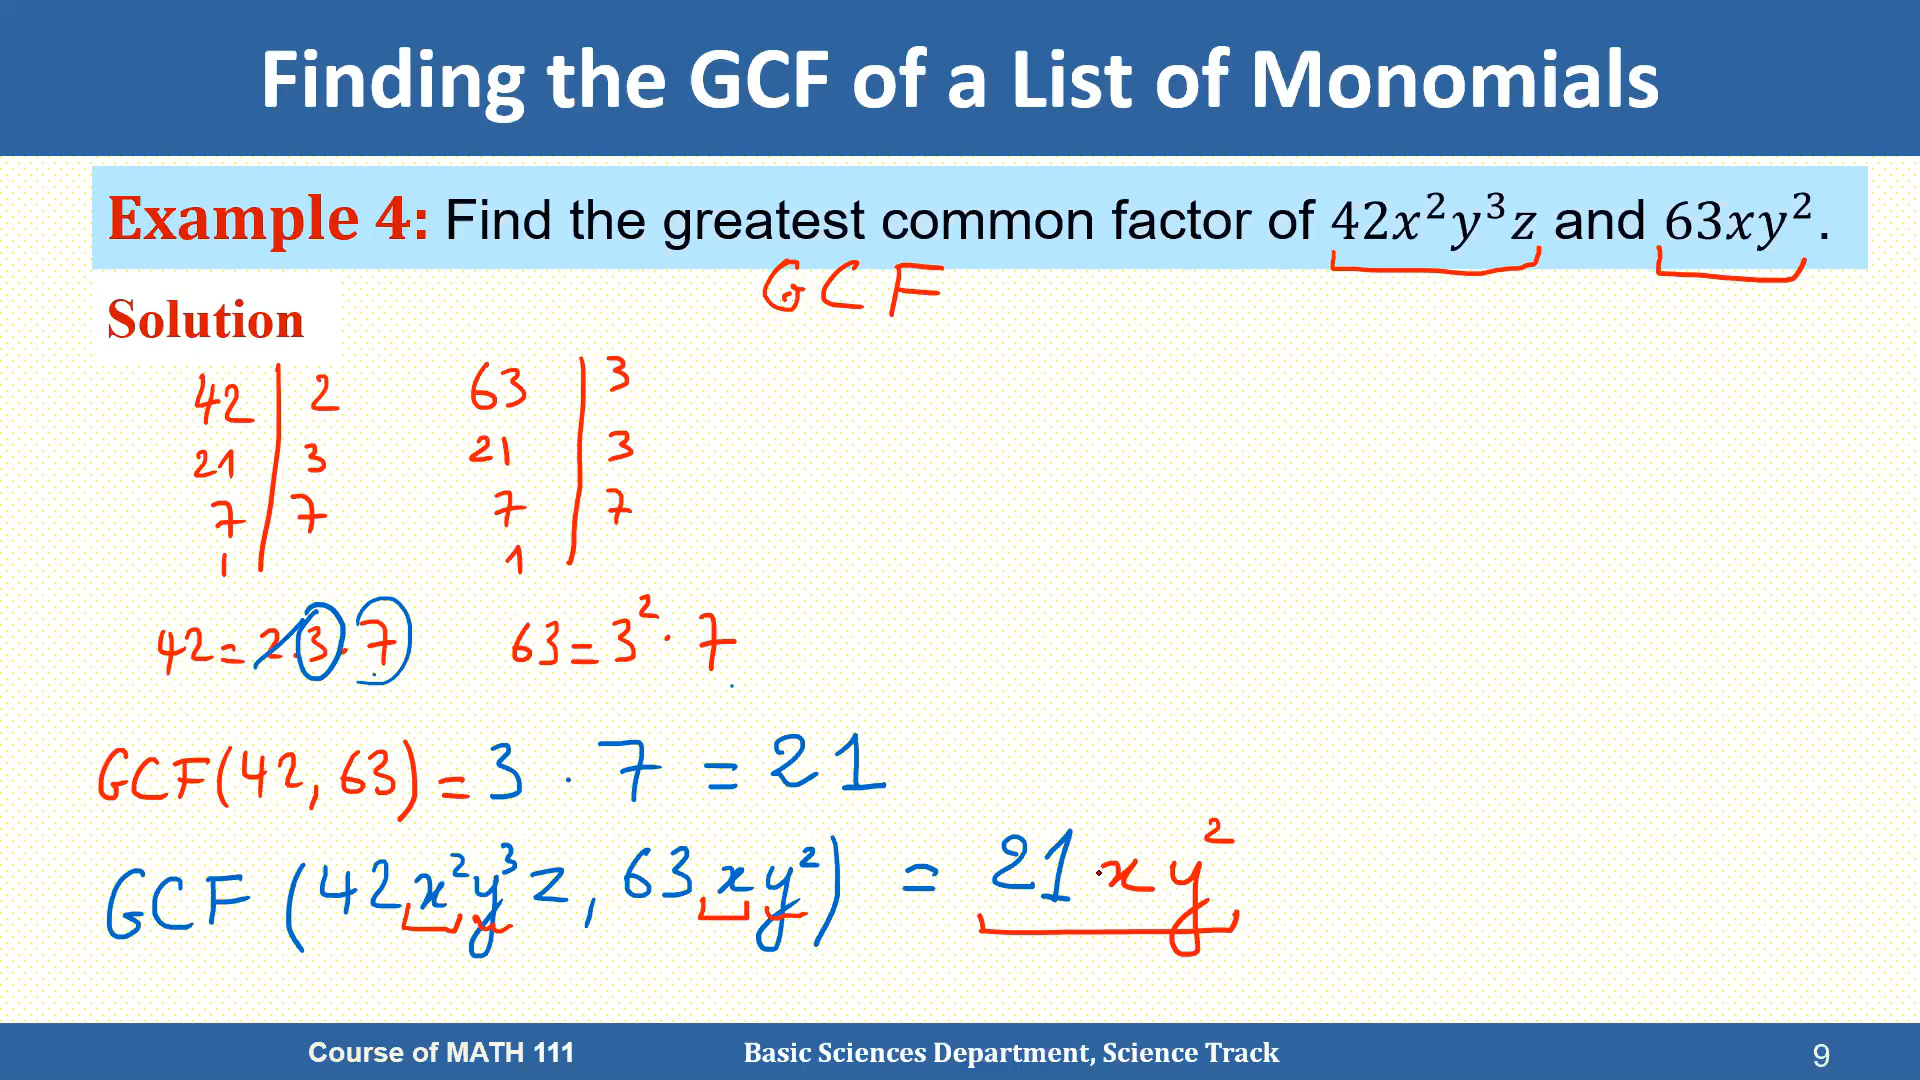 Finding the GCF of a List of Monomials
Example 4: Find the greatest common factor of 42x²y³z and 63xy².
GCF
Solution
42 | 2 63 | 3
21 | 3 21 | 3
7 | 7 7 | 7
1 1
42 = 2 · 3 · 7 63 = 3² · 7
GCF(42, 63) = 3 · 7 = 21
GCF (42x²y³z, 63xy²) = 21xy²
Course of MATH 111 Basic Sciences Department, Science Track 9